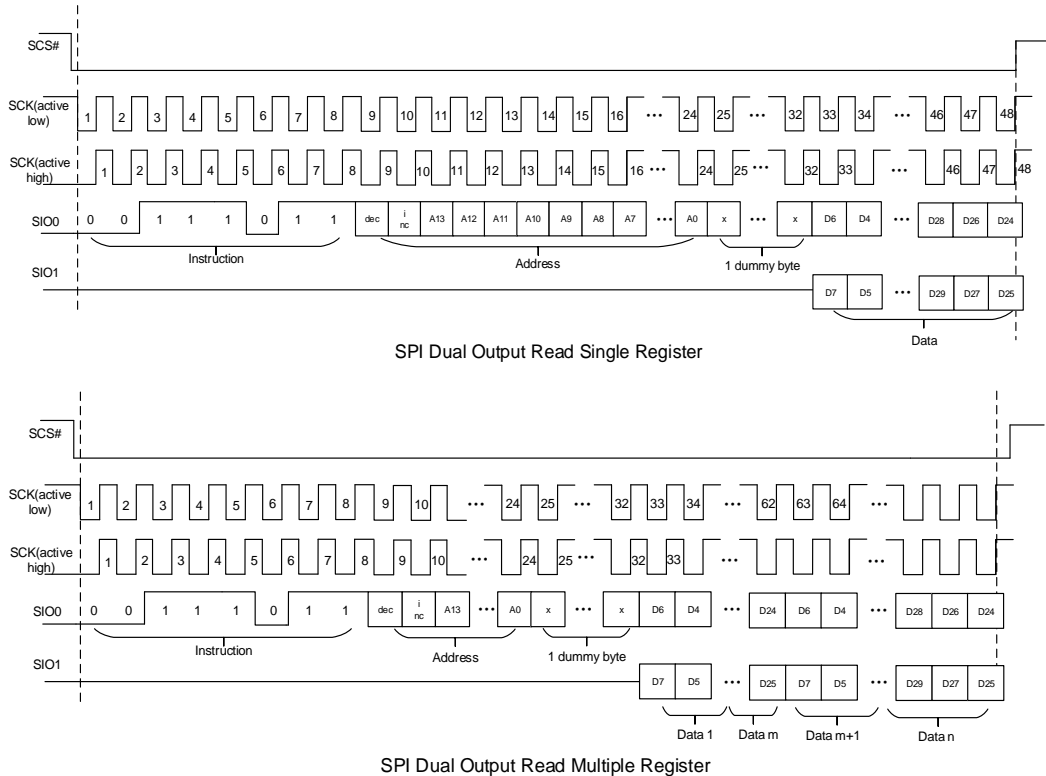 SCS#
SCK(active low) 1 2 3 4 5 6 7 8 9 10 11 12 13 14 15 16 ... 24 25 ... 32 33 34 ... 46 47 48
SCK(active high) 1 2 3 4 5 6 7 8 9 10 11 12 13 14 15 16 ... 24 25 ... 32 33 ... 46 47 48
SIO0 0 0 1 1 1 0 1 1 dec inc A13 A12 A11 A10 A9 A8 A7 ... A0 x ... x D6 D4 ... D28 D26 D24
Instruction Address 1 dummy byte
SIO1 D7 D5 ... D29 D27 D25
Data
SPI Dual Output Read Single Register
SCS#
SCK(active low) 1 2 3 4 5 6 7 8 9 10 ... 24 25 ... 32 33 34 ... 62 63 64 ...
SCK(active high) 1 2 3 4 5 6 7 8 9 10 ... 24 25 ... 32 33 ... ...
SIO0 0 0 1 1 1 0 1 1 dec inc A13 ... A0 x ... x D6 D4 ... D24 D6 D4 ... D28 D26 D24
Instruction Address 1 dummy byte
SIO1 D7 D5 ... D25 D7 D5 ... D29 D27 D25
Data 1 Data m Data m+1 Data n
SPI Dual Output Read Multiple Register